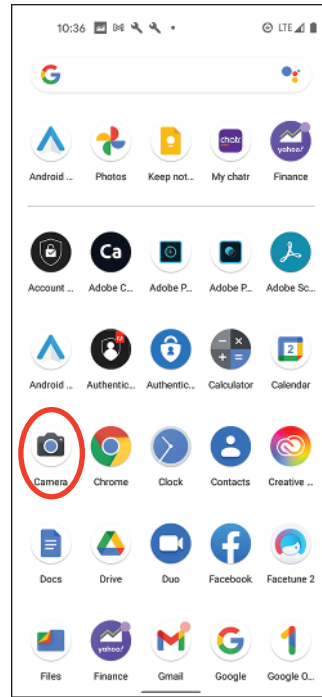 10:36 LTE
G
Android ... Photos Keep not... My chatr Finance
chatr yahoo!
Account ... Adobe C... Adobe P... Adobe P... Adobe Sc...
Ca
Android ... Authentic... Authentic... Calculator Calendar
2
Camera Chrome Clock Contacts Creative ...
Docs Drive Duo Facebook Facetune 2
yahoo!
Files Finance Gmail Google Google O...